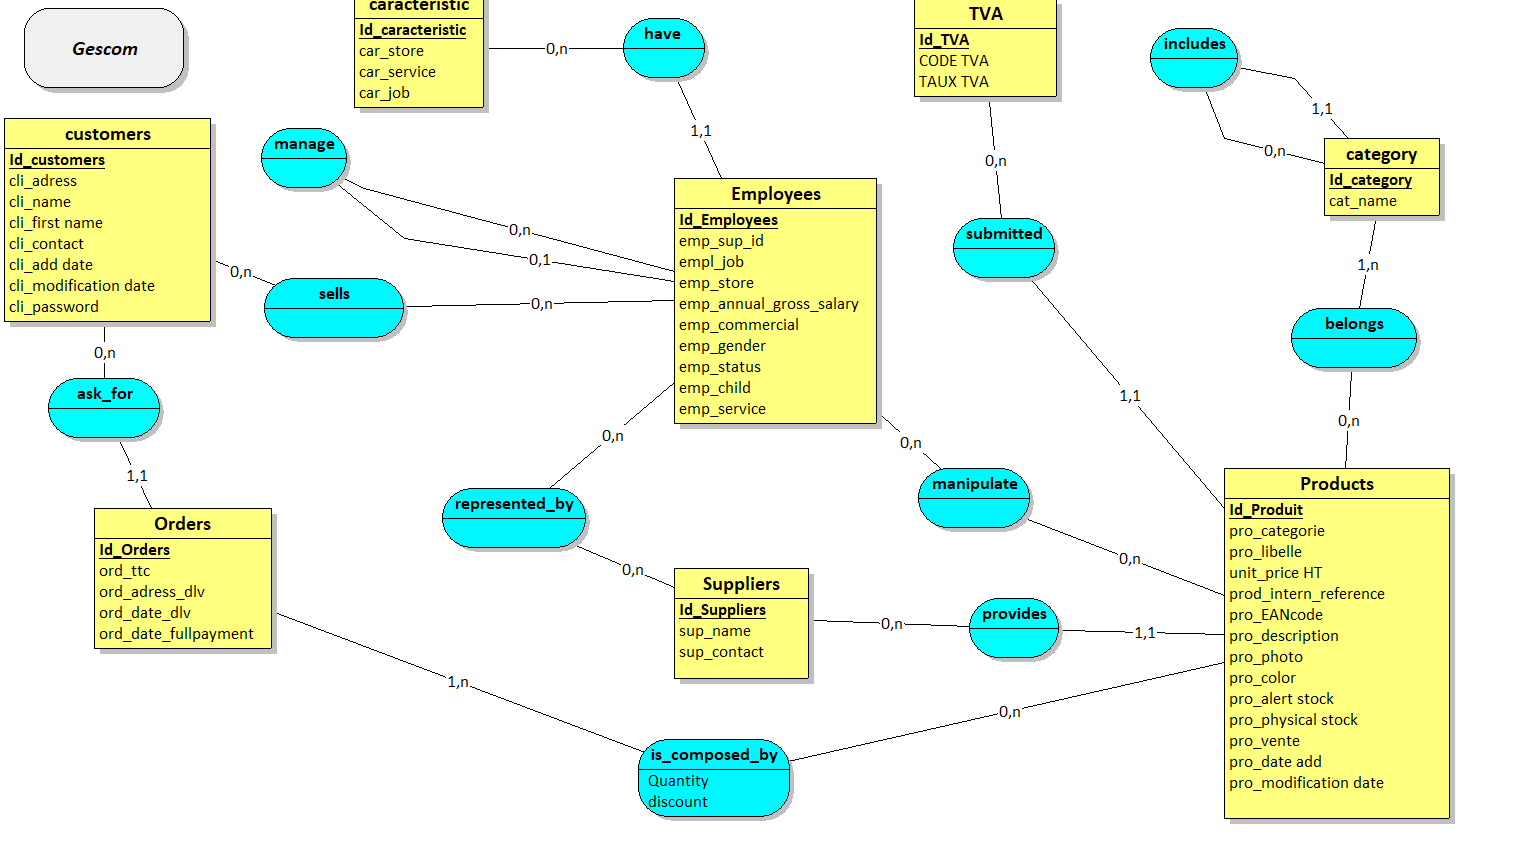 Gescom
caracteristic
Id_caracteristic
car_store
car_service
car_job
0,n
have
1,1
TVA
Id_TVA
CODE TVA
TAUX TVA
0,n
submitted
1,1
includes
1,1
0,n
category
Id_category
cat_name
1,n
belongs
0,n
customers
Id_customers
cli_adress
cli_name
cli_first name
cli_contact
cli_add date
cli_modification date
cli_password
manage
0,n
0,1
0,n
sells
0,n
Employees
Id_Employees
emp_sup_id
empl_job
emp_store
emp_annual_gross_salary
emp_commercial
emp_gender
emp_status
emp_child
emp_service
0,n
ask_for
1,1
Orders
Id_Orders
ord_ttc
ord_adress_dlv
ord_date_dlv
ord_date_fullpayment
0,n
represented_by
0,n
0,n
manipulate
0,n
Suppliers
Id_Suppliers
sup_name
sup_contact
0,n
provides
1,1
Products
Id_Produit
pro_categorie
pro_libelle
unit_price HT
prod_intern_reference
pro_EANcode
pro_description
pro_photo
pro_color
pro_alert stock
pro_physical stock
pro_vente
pro_date add
pro_modification date
1,n
0,n
is_composed_by
Quantity
discount